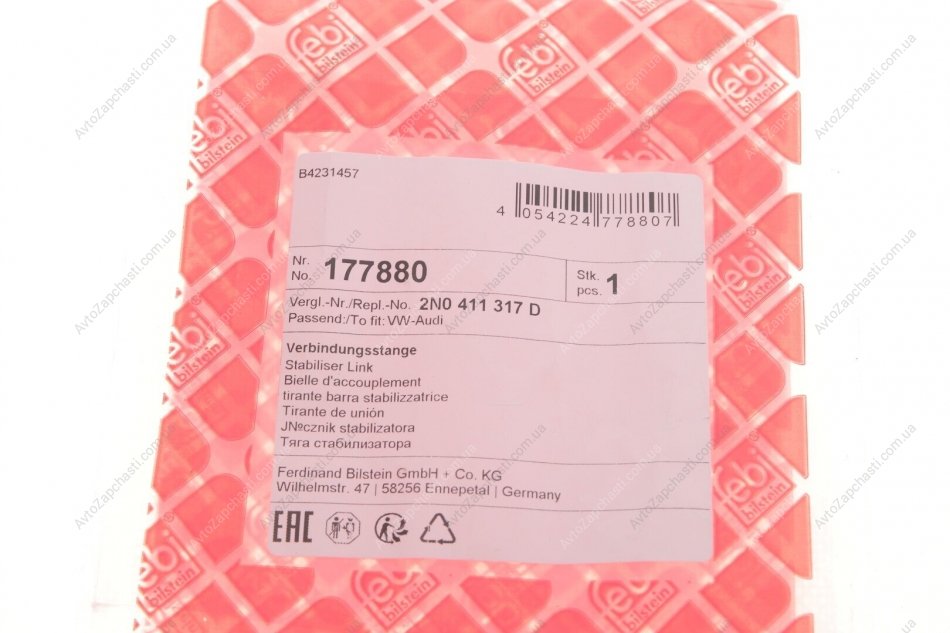 B4231457
4 054224 778807
Nr.
No. 177880
Stk.
pcs. 1
Vergl.-Nr./Repl.-No. 2N0 411 317 D
Passend:/To fit: VW-Audi
Verbindungsstange
Stabiliser Link
Bielle d'accouplement
tirante barra stabilizzatrice
Tirante de unión
J№cznik stabilizatora
Тяга стабилизатора
Ferdinand Bilstein GmbH + Co. KG
Wilhelmstr. 47 | 58256 Ennepetal | Germany
EAC
febi
bilstein
AvtoZapchasti.com.ua